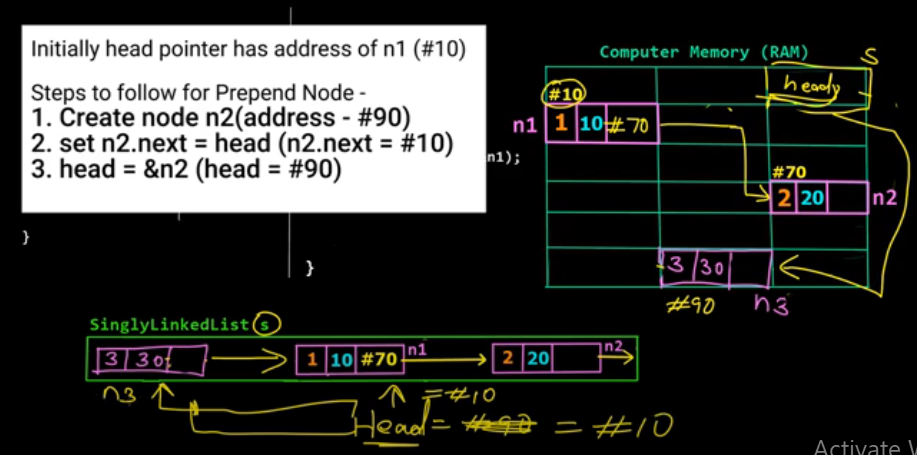 Initially head pointer has address of n1 (#10)
Steps to follow for Prepend Node -
1. Create node n2(address - #90)
2. set n2.next = head (n2.next = #10)
3. head = &n2 (head = #90)
n1);
}
}
Computer Memory (RAM)
S
head
#10
n1 1 10 #70
#70
2 20 n2
3 30
#90 n3
SinglyLinkedList s
3 30 1 10 #70 n1 2 20 n2
n3 = #10
Head = #90 = #10
Activate